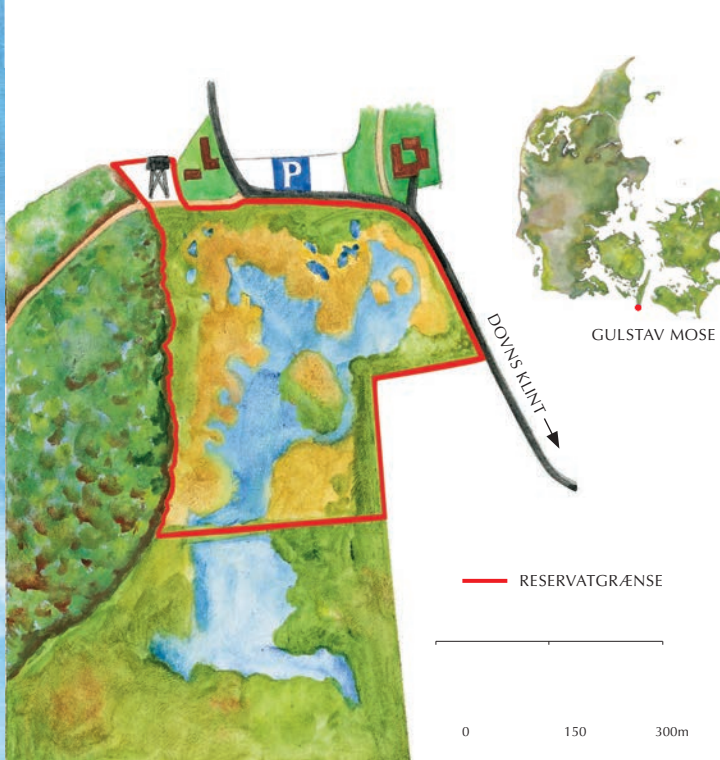 P
GULSTAV MOSE
DOVNS KLINT
RESERVATGRÆNSE
0 150 300m